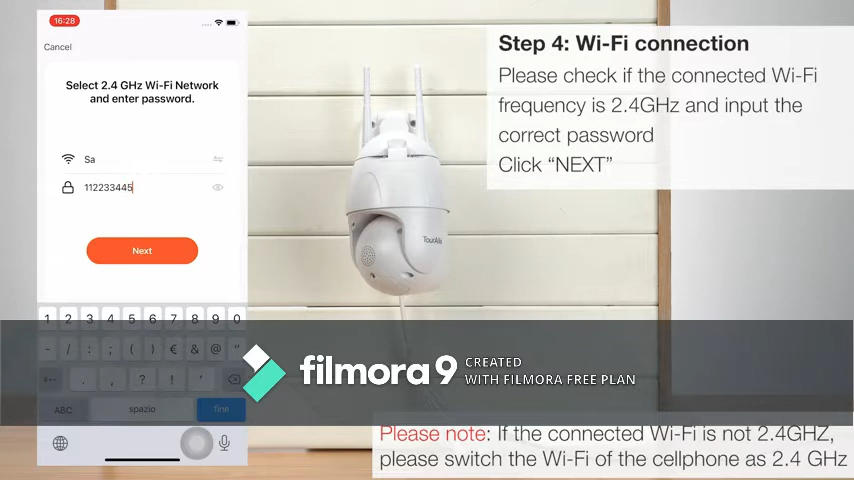 16:28
Cancel
Select 2.4 GHz Wi-Fi Network
and enter password.
Sa
112233445
Next
1 2 3 4 5 6 7 8 9 0
- / : ; ( ) € & @ “
. , ? ! ’
ABC spazio fine
Step 4: Wi-Fi connection
Please check if the connected Wi-Fi
frequency is 2.4GHz and input the
correct password
Click “NEXT”
filmora9
CREATED
WITH FILMORA FREE PLAN
Please note: If the connected Wi-Fi is not 2.4GHZ,
please switch the Wi-Fi of the cellphone as 2.4 GHz